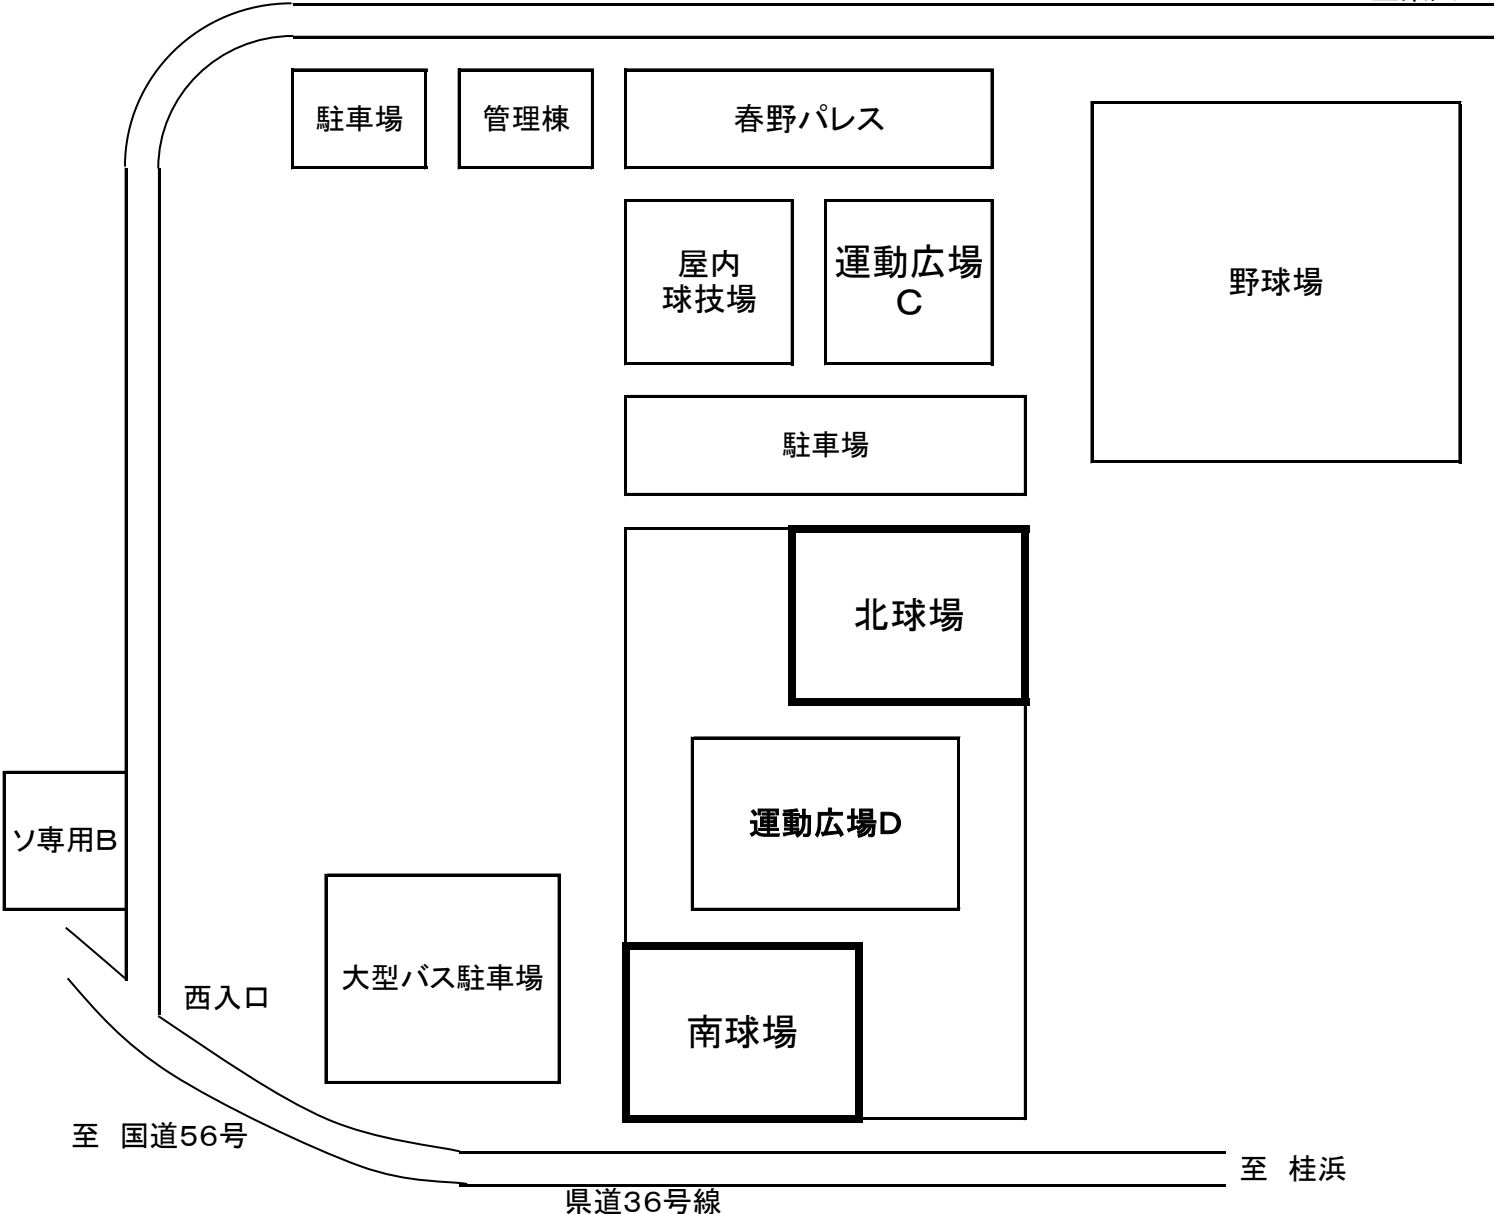 駐車場
管理棟
春野パレス
屋内
球技場
運動広場
C
野球場
駐車場
北球場
運動広場D
ソ専用B
大型バス駐車場
西入口
南球場
至 国道56号
至 桂浜
県道36号線